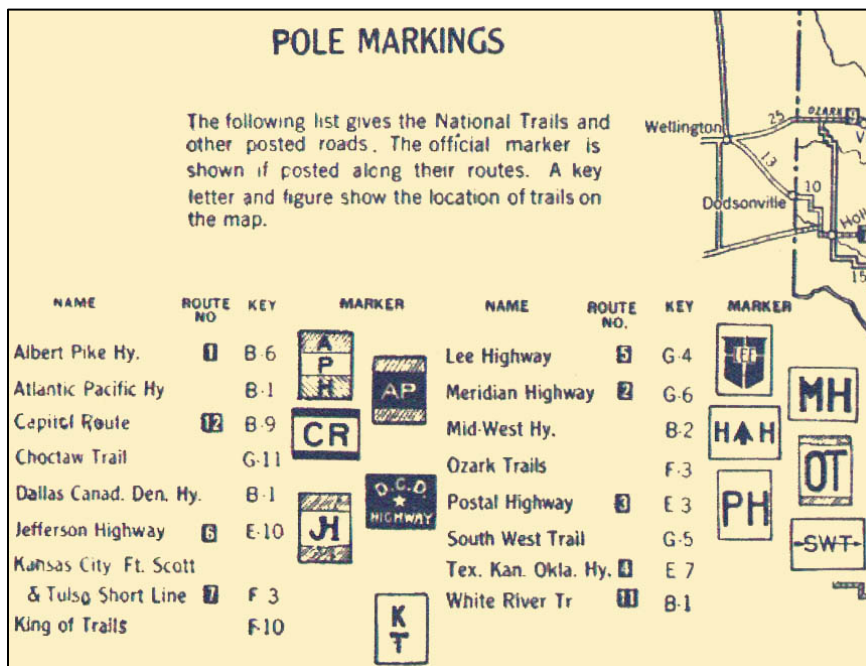 POLE MARKINGS
The following list gives the National Trails and
other posted roads. The official marker is
shown if posted along their routes. A key
letter and figure show the location of trails on
the map.
Wellington
25
OZARK
9
V
13
10
Dodsonville
Holl
15
NAME ROUTE NO KEY MARKER
Albert Pike Hy. 1 B-6
Atlantic Pacific Hy B-1
Capitol Route 12 B-9
Choctaw Trail G-11
Dallas Canad. Den. Hy. B-1
Jefferson Highway 6 E-10
Kansas City Ft. Scott
& Tulsa Short Line 7 F 3
King of Trails F-10
A
P
H
AP
CR
D.C.D.
HIGHWAY
JH
K
T
NAME ROUTE NO. KEY MARKER
Lee Highway 5 G-4
Meridian Highway 2 G-6
Mid-West Hy. B-2
Ozark Trails F-3
Postal Highway 3 E 3
South West Trail G-5
Tex. Kan. Okla. Hy. 4 E 7
White River Tr 11 B-1
LEE
MH
H H
OT
PH
SWT